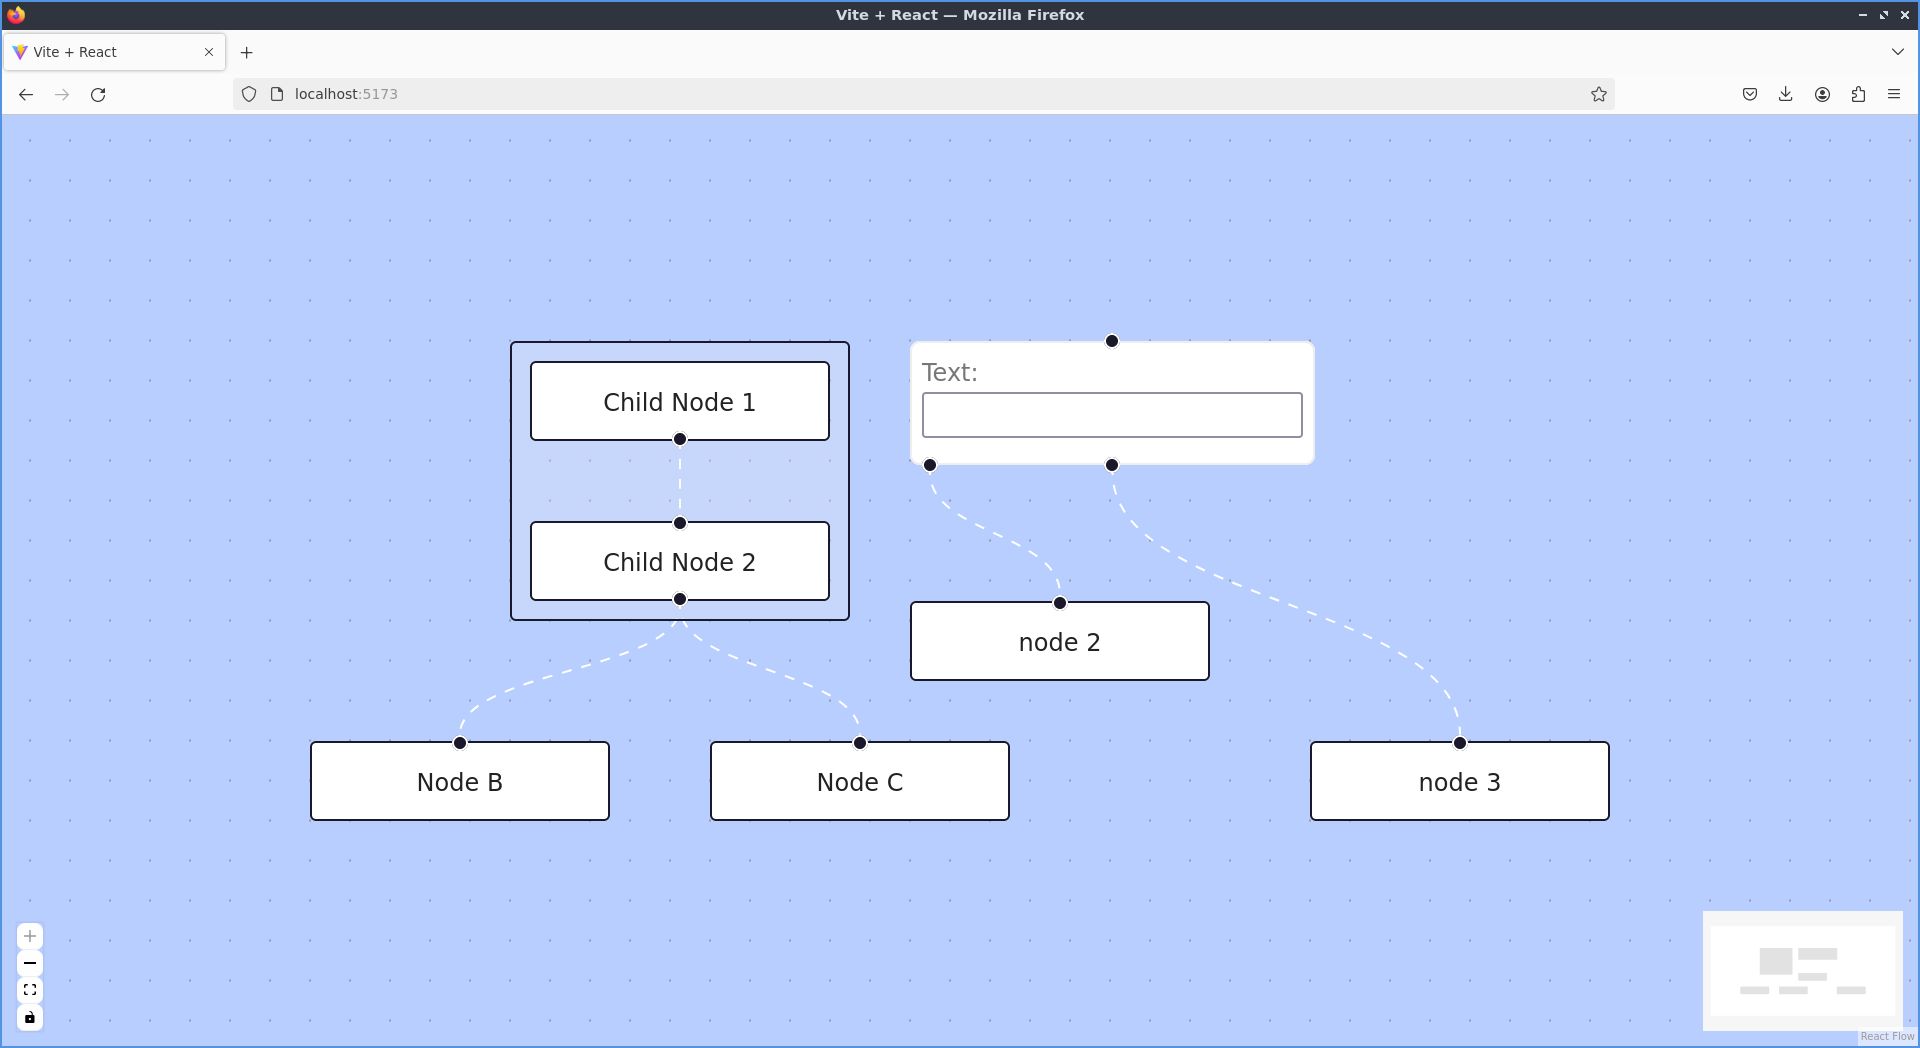 Vite + React — Mozilla Firefox
Vite + React
localhost:5173
Child Node 1
Text:
Child Node 2
node 2
Node B
Node C
node 3
React Flow